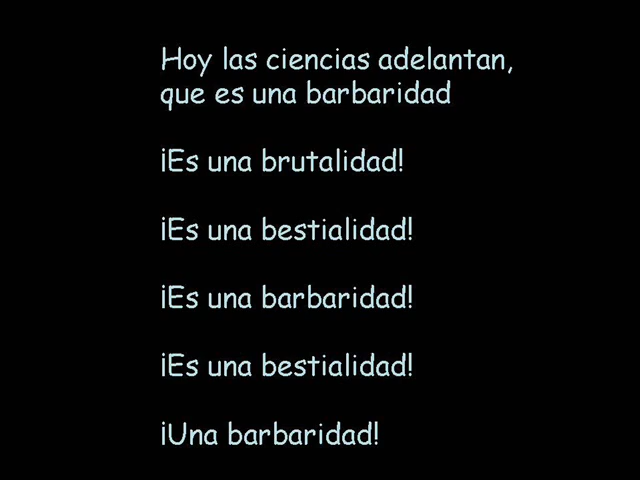 Hoy las ciencias adelantan,
que es una barbaridad
¡Es una brutalidad!
¡Es una bestialidad!
¡Es una barbaridad!
¡Es una bestialidad!
¡Una barbaridad!